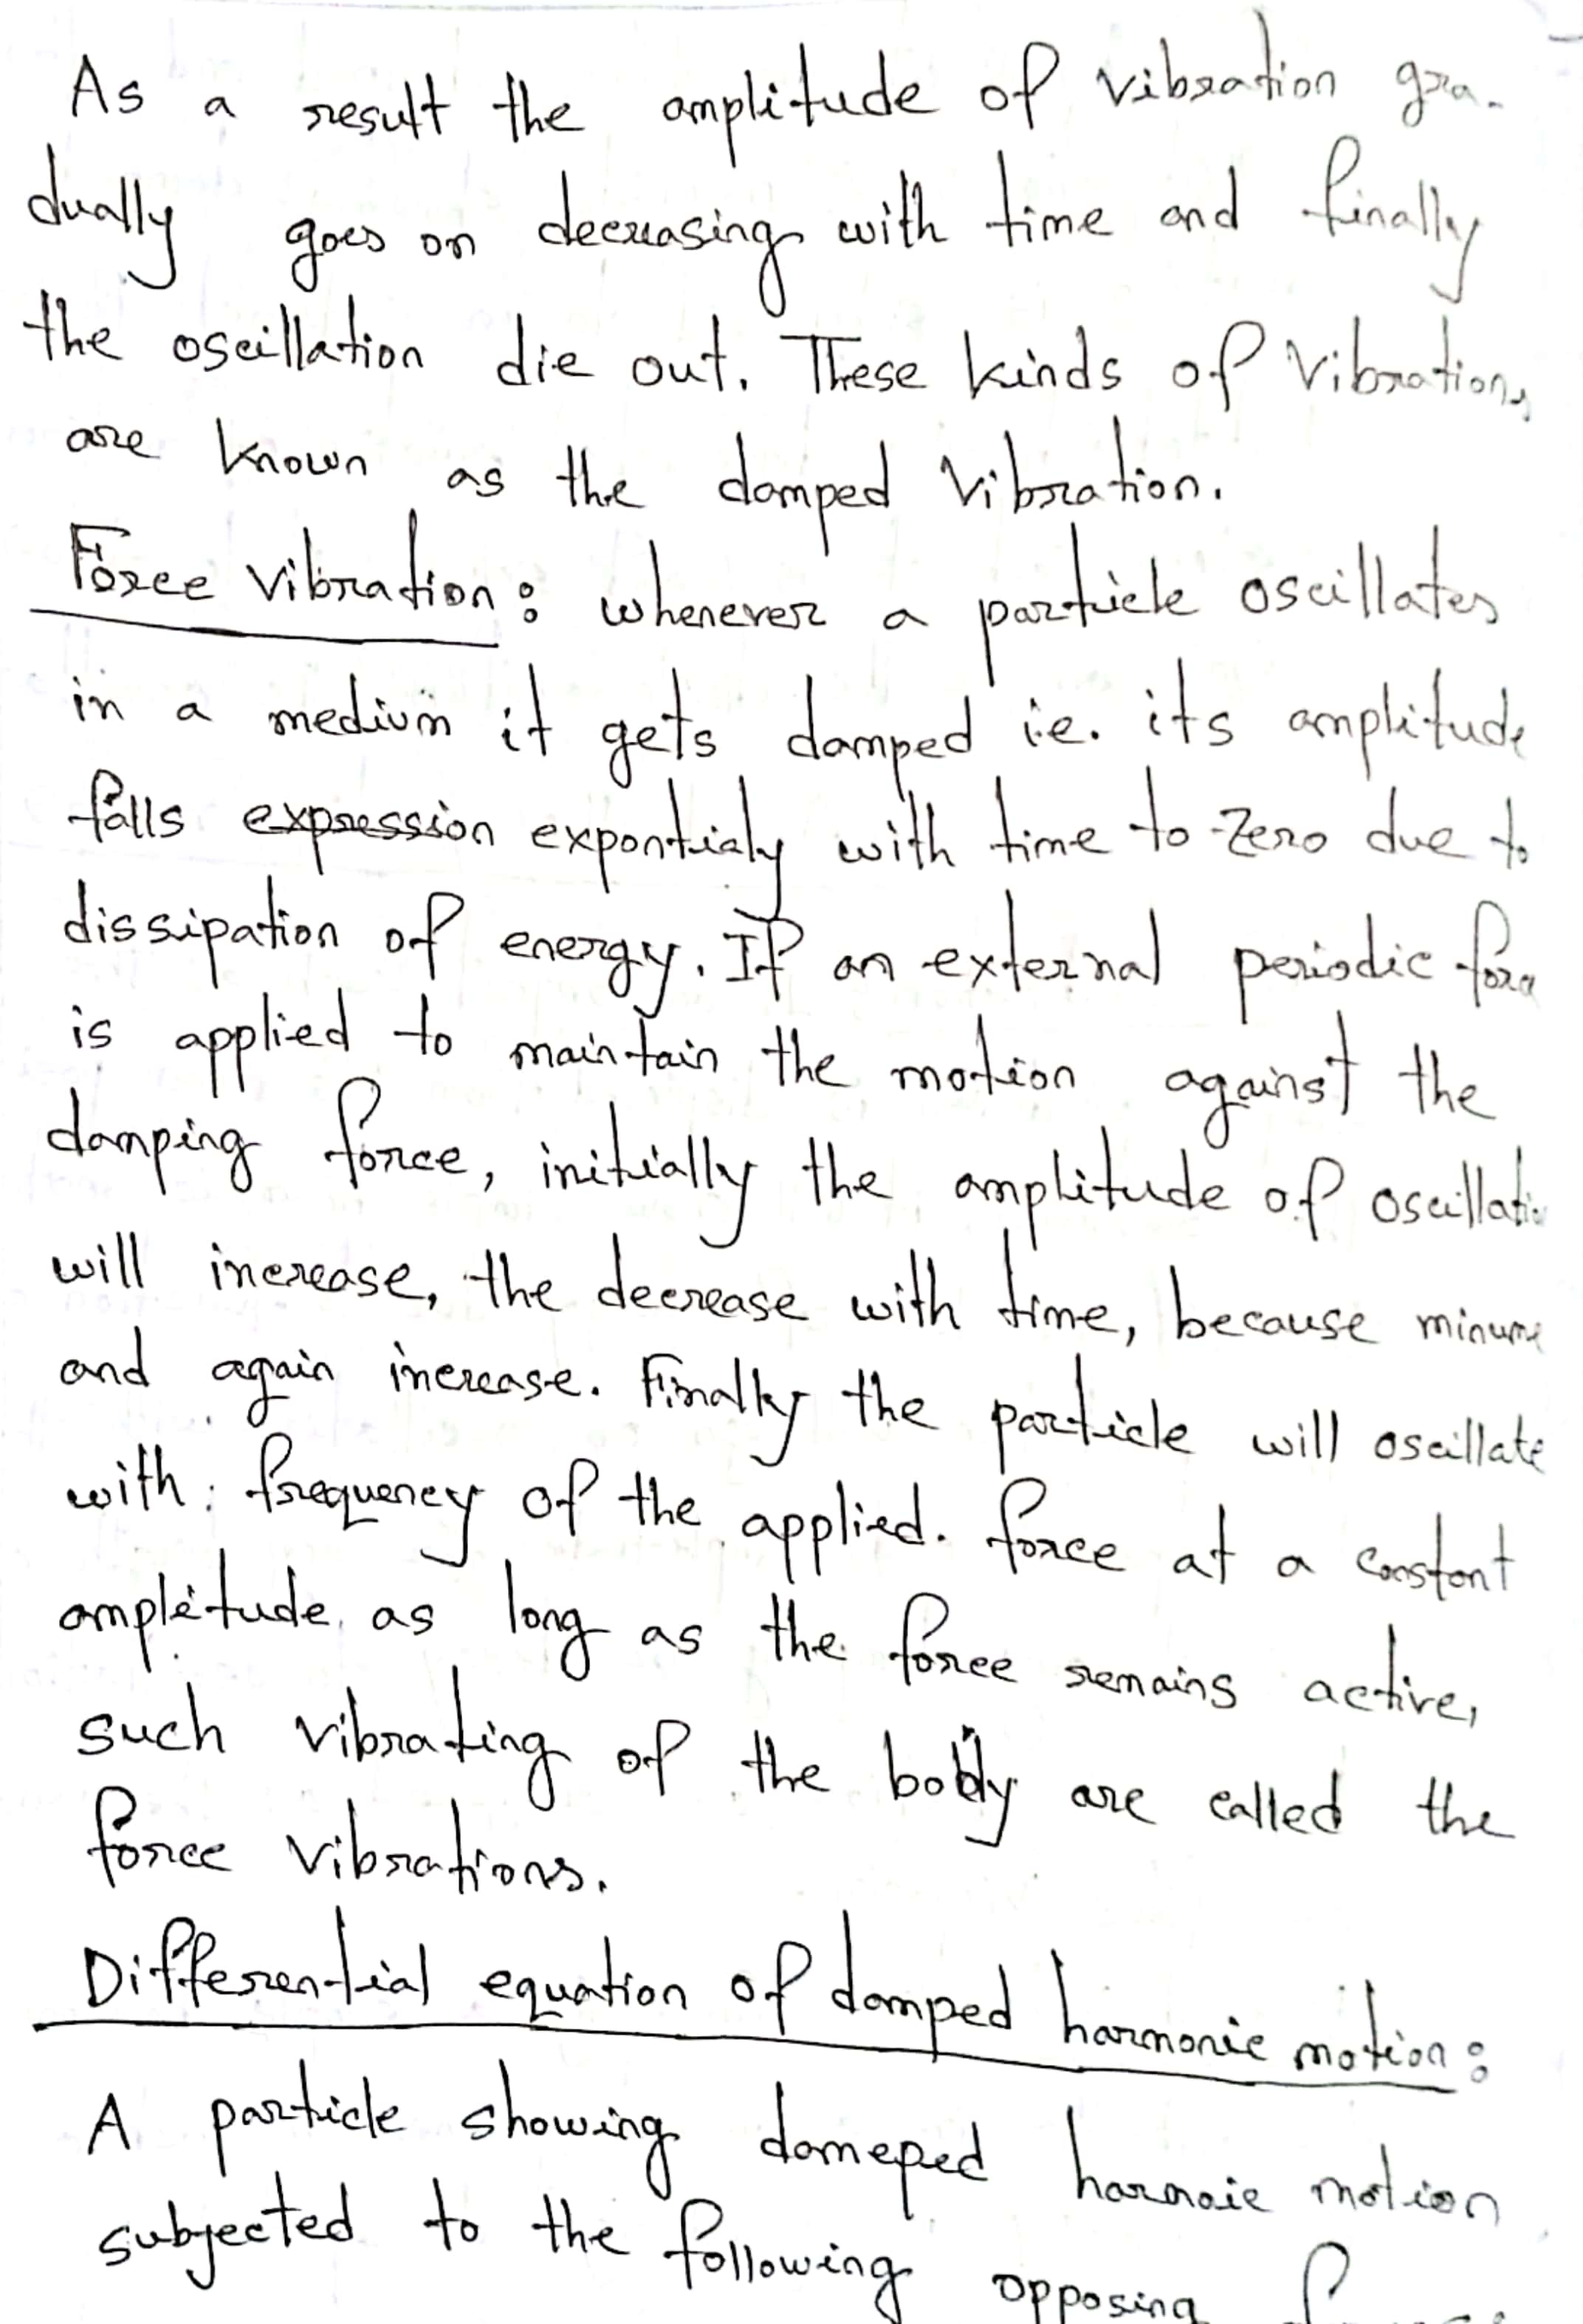 As a result the amplitude of vibration gra-
dually goes on decreasing with time and finally
the oscillation die out. These kinds of Vibrations
are known as the damped Vibration.
Force Vibration: whenever a particle oscillates
in a medium it gets damped i.e. its amplitude
falls expression expontialy with time to zero due to
dissipation of energy. If an external periodic forc
is applied to maintain the motion against the
damping force, initially the amplitude of oscillati
will increase, the decrease with time, because minum
and again increase. Finally the particle will oscillate
with frequency of the applied. force at a constant
amplitude as long as the force remains active,
such vibrating of the body are called the
force vibrations.
Differential equation of damped harmonic motion:
A particle showing domeped harmoic motion
subjected to the following opposing